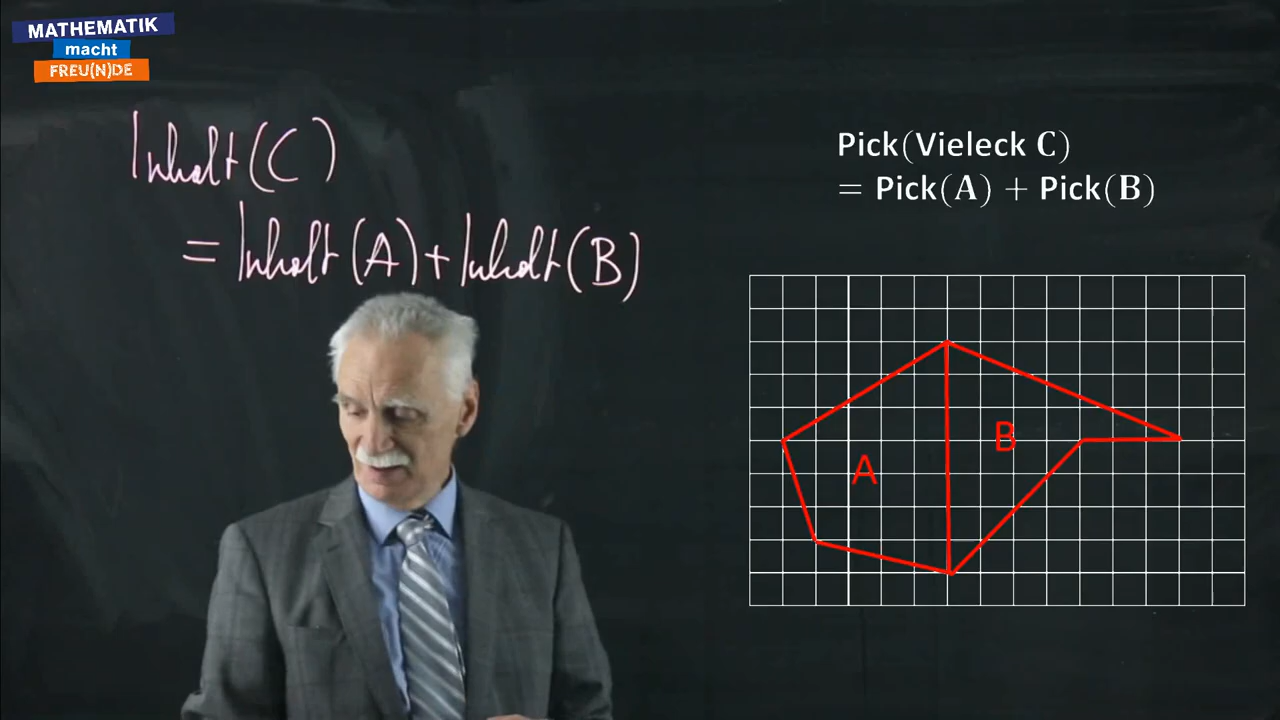 MATHEMATIK
macht
FREU(N)DE
Inhalt(C)
= Inhalt(A)+Inhalt(B)
Pick(Vieleck C)
= Pick(A) + Pick(B)
A
B